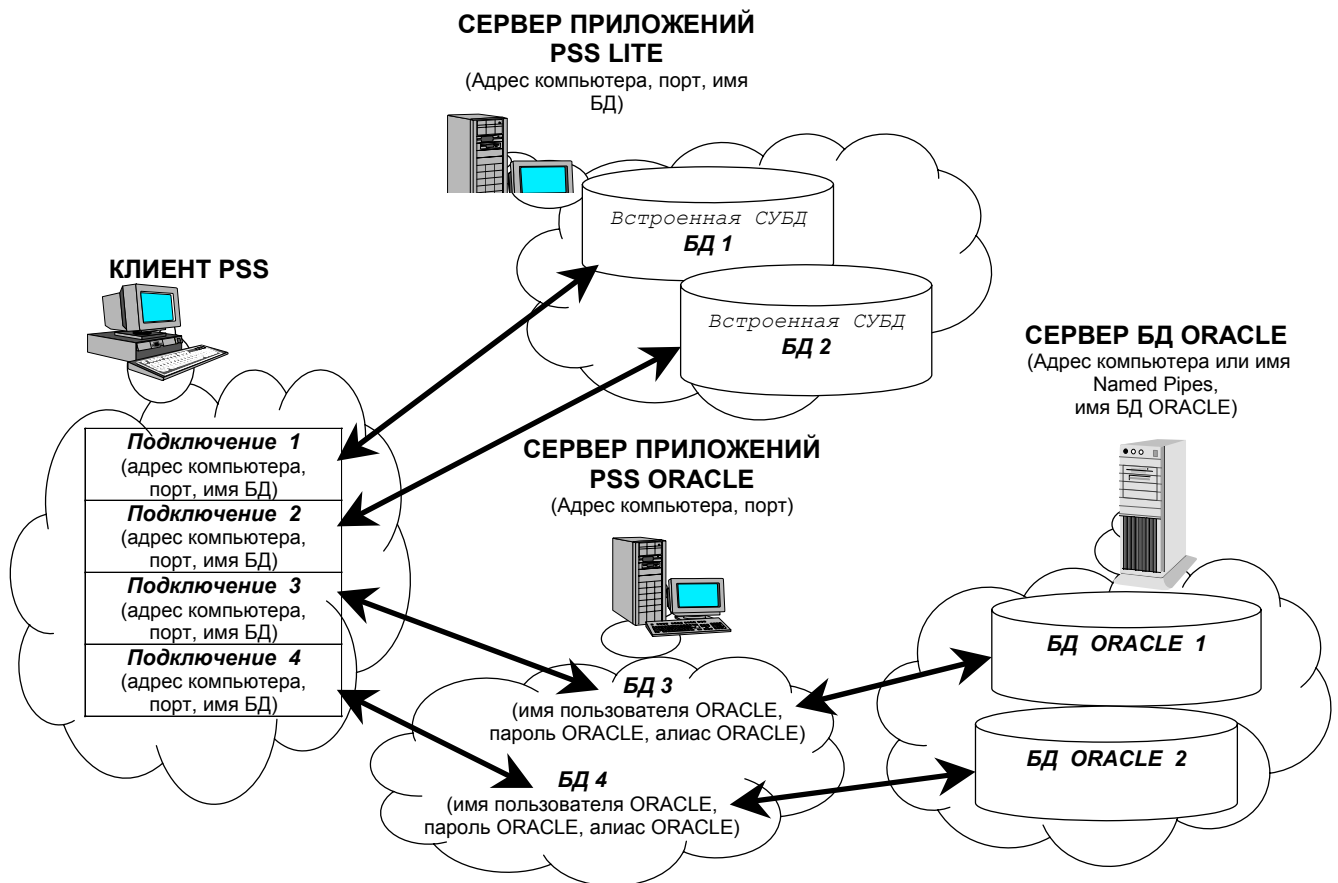 СЕРВЕР ПРИЛОЖЕНИЙ
PSS LITE
(Адрес компьютера, порт, имя
БД)
Встроенная СУБД
БД 1
Встроенная СУБД
БД 2
КЛИЕНТ PSS
Подключение 1
(адрес компьютера,
порт, имя БД)
Подключение 2
(адрес компьютера,
порт, имя БД)
Подключение 3
(адрес компьютера,
порт, имя БД)
Подключение 4
(адрес компьютера,
порт, имя БД)
СЕРВЕР ПРИЛОЖЕНИЙ
PSS ORACLE
(Адрес компьютера, порт)
БД 3
(имя пользователя ORACLE,
пароль ORACLE, алиас ORACLE)
БД 4
(имя пользователя ORACLE,
пароль ORACLE, алиас ORACLE)
СЕРВЕР БД ORACLE
(Адрес компьютера или имя
Named Pipes,
имя БД ORACLE)
БД ORACLE 1
БД ORACLE 2